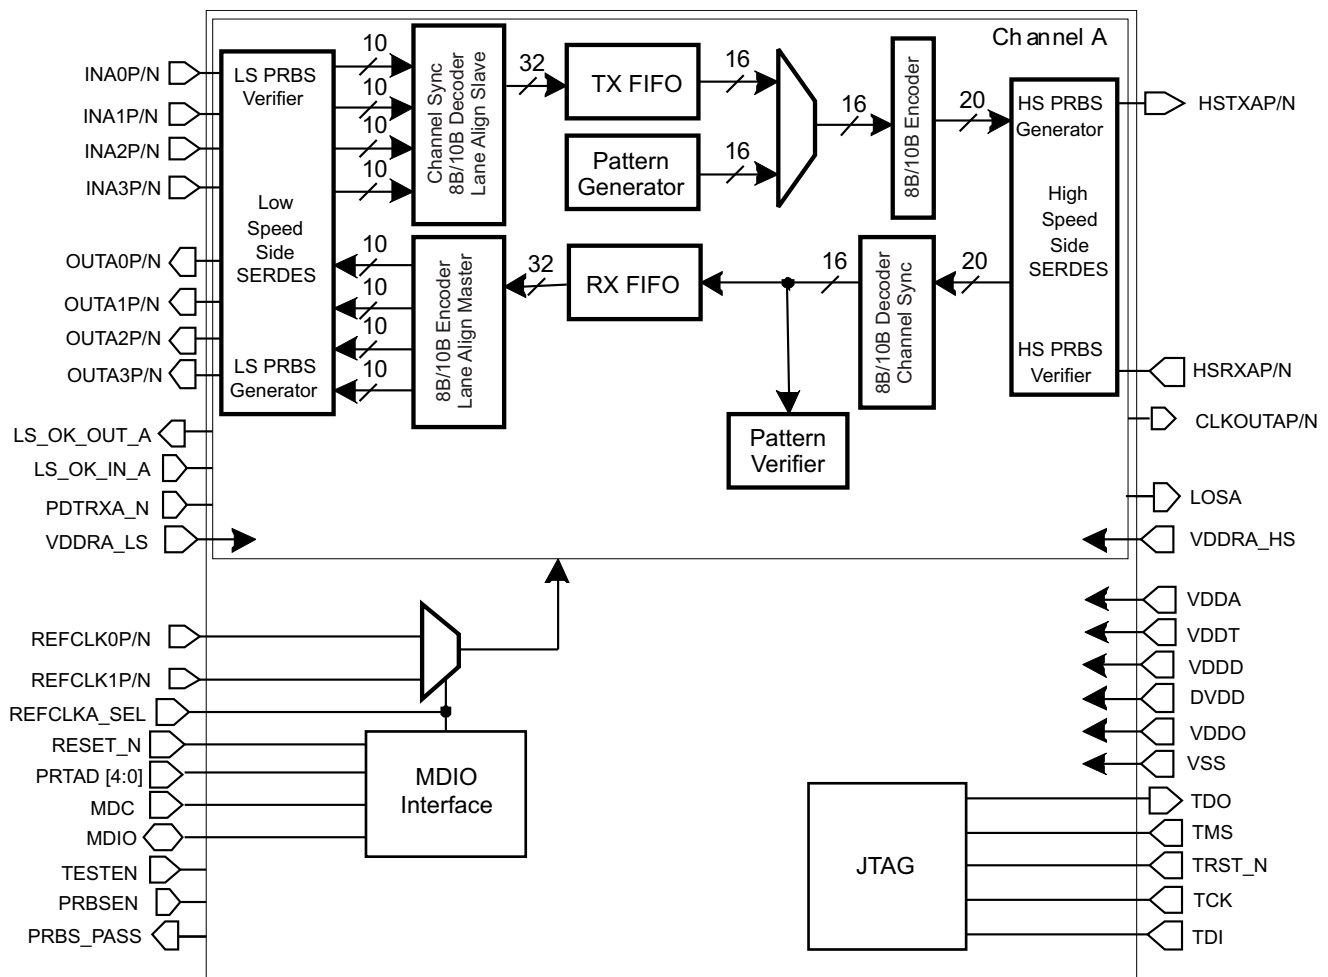 Channel A
INA0P/N
INA1P/N
INA2P/N
INA3P/N
OUTA0P/N
OUTA1P/N
OUTA2P/N
OUTA3P/N
LS_OK_OUT_A
LS_OK_IN_A
PDTRXA_N
VDDRA_LS
REFCLK0P/N
REFCLK1P/N
REFCLKA_SEL
RESET_N
PRTAD [4:0]
MDC
MDIO
TESTEN
PRBSEN
PRBS_PASS
LS PRBS
Verifier
Low
Speed
Side
SERDES
LS PRBS
Generator
10
10
10
10
10
10
10
10
Channel Sync
8B/10B Decoder
Lane Align Slave
8B/10B Encoder
Lane Align Master
32
32
TX FIFO
Pattern
Generator
RX FIFO
16
16
16
16
Pattern
Verifier
8B/10B Encoder
8B/10B Decoder
Channel Sync
20
20
HS PRBS
Generator
High
Speed
Side
SERDES
HS PRBS
Verifier
HSTXAP/N
HSRXAP/N
CLKOUTAP/N
LOSA
VDDRA_HS
VDDA
VDDT
VDDD
DVDD
VDDO
VSS
TDO
TMS
TRST_N
TCK
TDI
MDIO
Interface
JTAG